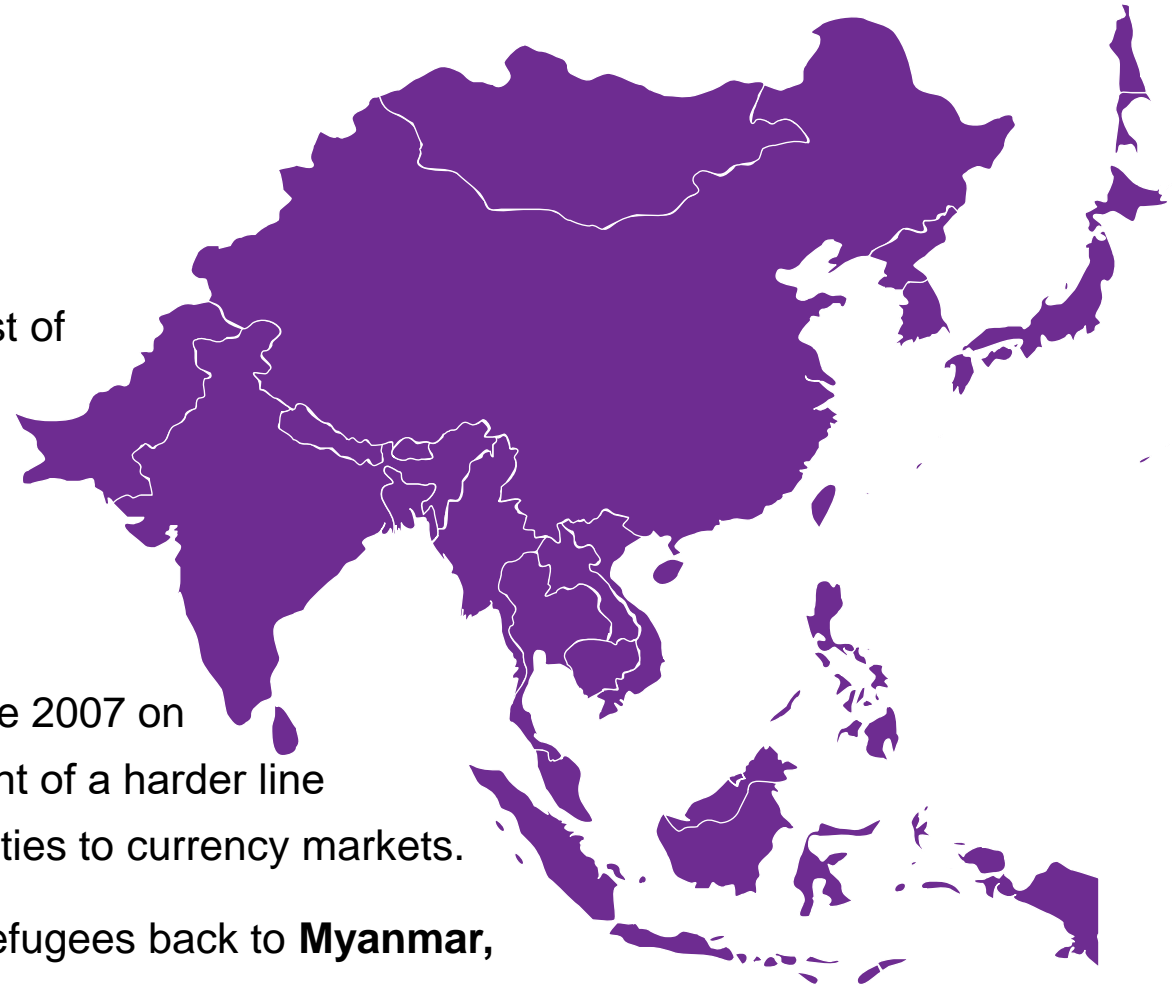 st of
e 2007 on
nt of a harder line
ties to currency markets.
efugees back to Myanmar,